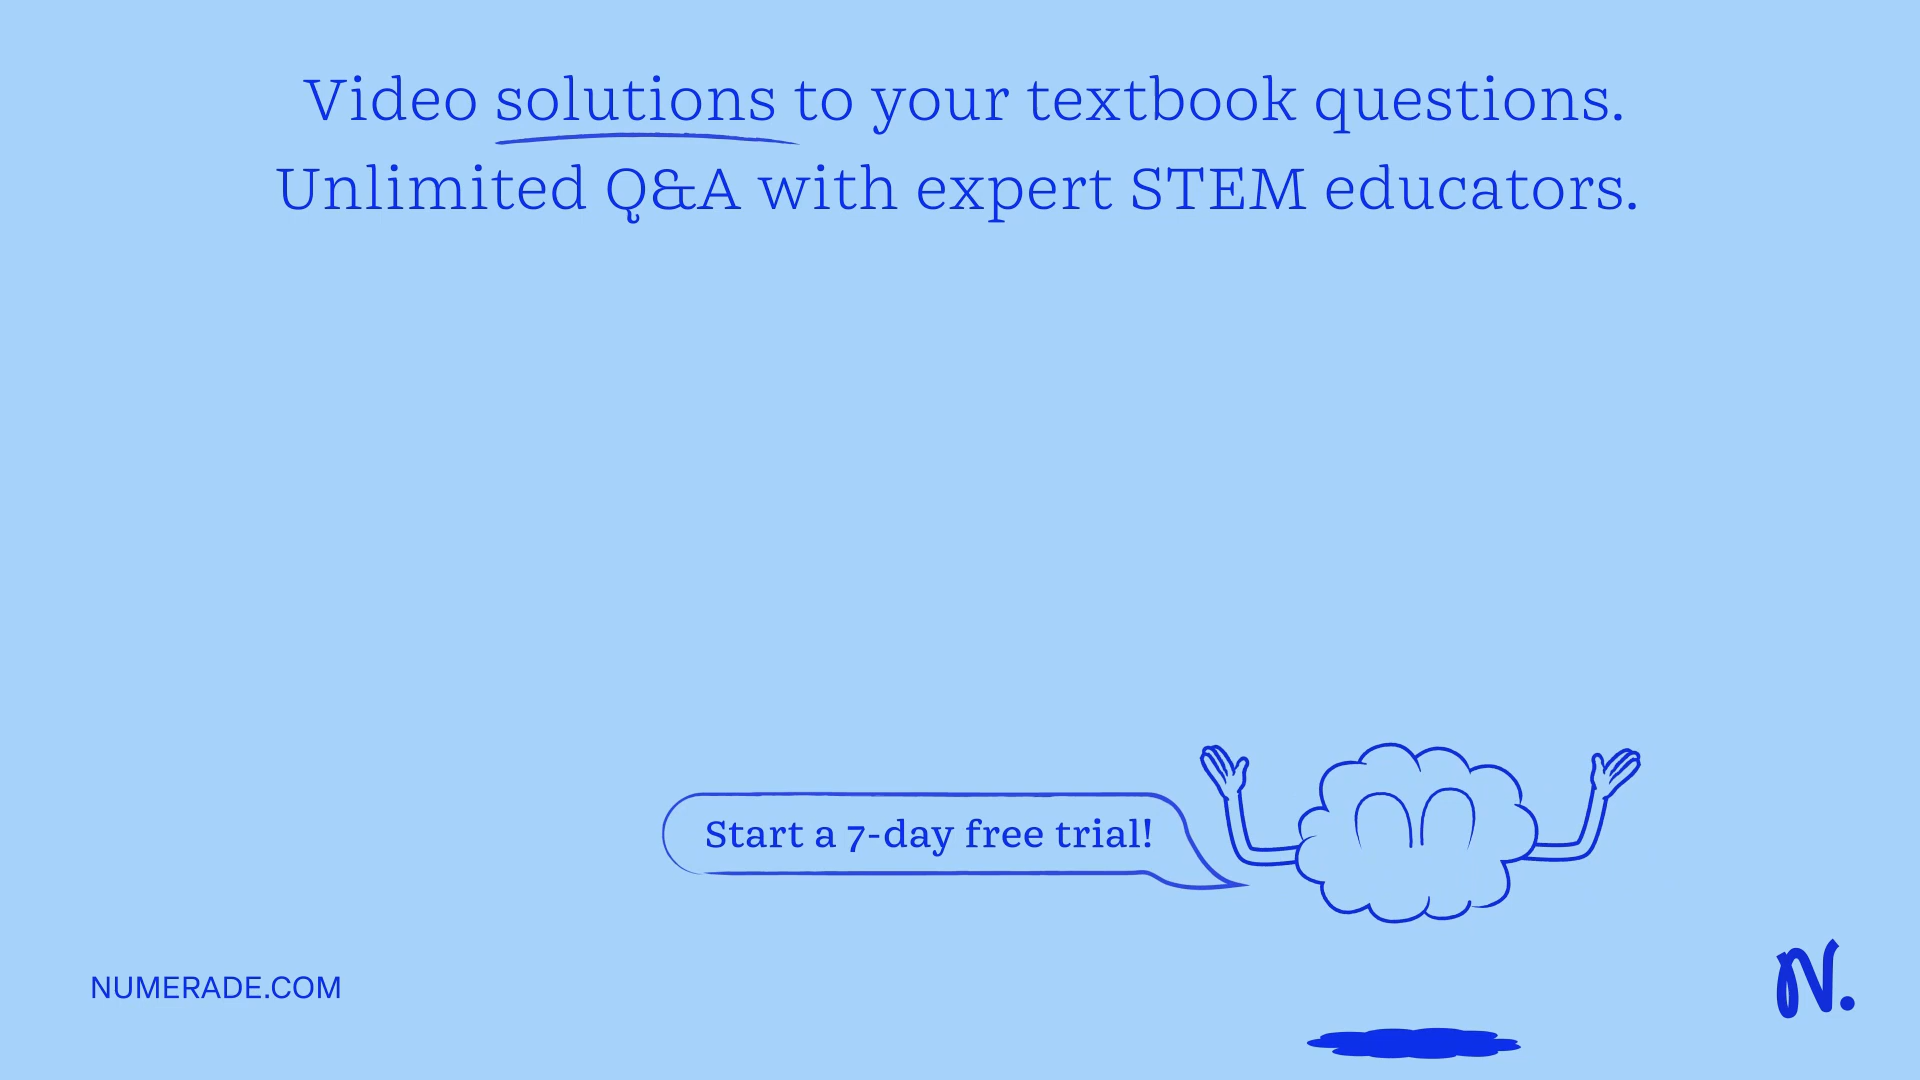 Video solutions to your textbook questions.
Unlimited Q&A with expert STEM educators.
Start a 7-day free trial!
NUMERADE.COM
N.